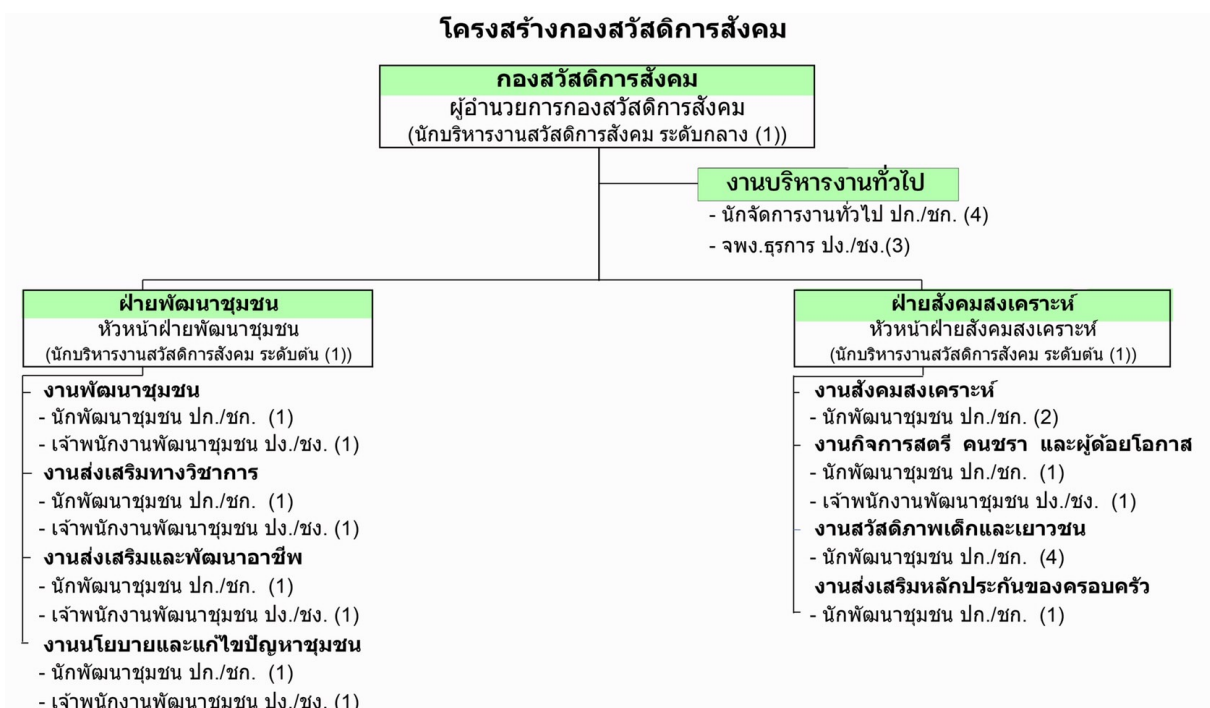 โครงสร้างกองสวัสดิการสังคม
กองสวัสดิการสังคม
ผู้อำนวยการกองสวัสดิการสังคม
(นักบริหารงานสวัสดิการสังคม ระดับกลาง (1))
งานบริหารงานทั่วไป
- นักจัดการงานทั่วไป ปก./ชก. (4)
- จพง.ธุรการ ปง./ชง.(3)
ฝ่ายพัฒนาชุมชน
หัวหน้าฝ่ายพัฒนาชุมชน
(นักบริหารงานสวัสดิการสังคม ระดับต้น (1))
งานพัฒนาชุมชน
- นักพัฒนาชุมชน ปก./ชก. (1)
- เจ้าพนักงานพัฒนาชุมชน ปง./ชง. (1)
งานส่งเสริมทางวิชาการ
- นักพัฒนาชุมชน ปก./ชก. (1)
- เจ้าพนักงานพัฒนาชุมชน ปง./ชง. (1)
งานส่งเสริมและพัฒนาอาชีพ
- นักพัฒนาชุมชน ปก./ชก. (1)
- เจ้าพนักงานพัฒนาชุมชน ปง./ชง. (1)
งานนโยบายและแก้ไขปัญหาชุมชน
- นักพัฒนาชุมชน ปก./ชก. (1)
- เจ้าพนักงานพัฒนาชุมชน ปง./ชง. (1)
ฝ่ายสังคมสงเคราะห์
หัวหน้าฝ่ายสังคมสงเคราะห์
(นักบริหารงานสวัสดิการสังคม ระดับต้น (1))
งานสังคมสงเคราะห์
- นักพัฒนาชุมชน ปก./ชก. (2)
งานกิจการสตรี คนชรา และผู้ด้อยโอกาส
- นักพัฒนาชุมชน ปก./ชก. (1)
- เจ้าพนักงานพัฒนาชุมชน ปง./ชง. (1)
งานสวัสดิภาพเด็กและเยาวชน
- นักพัฒนาชุมชน ปก./ชก. (4)
งานส่งเสริมหลักประกันของครอบครัว
- นักพัฒนาชุมชน ปก./ชก. (1)